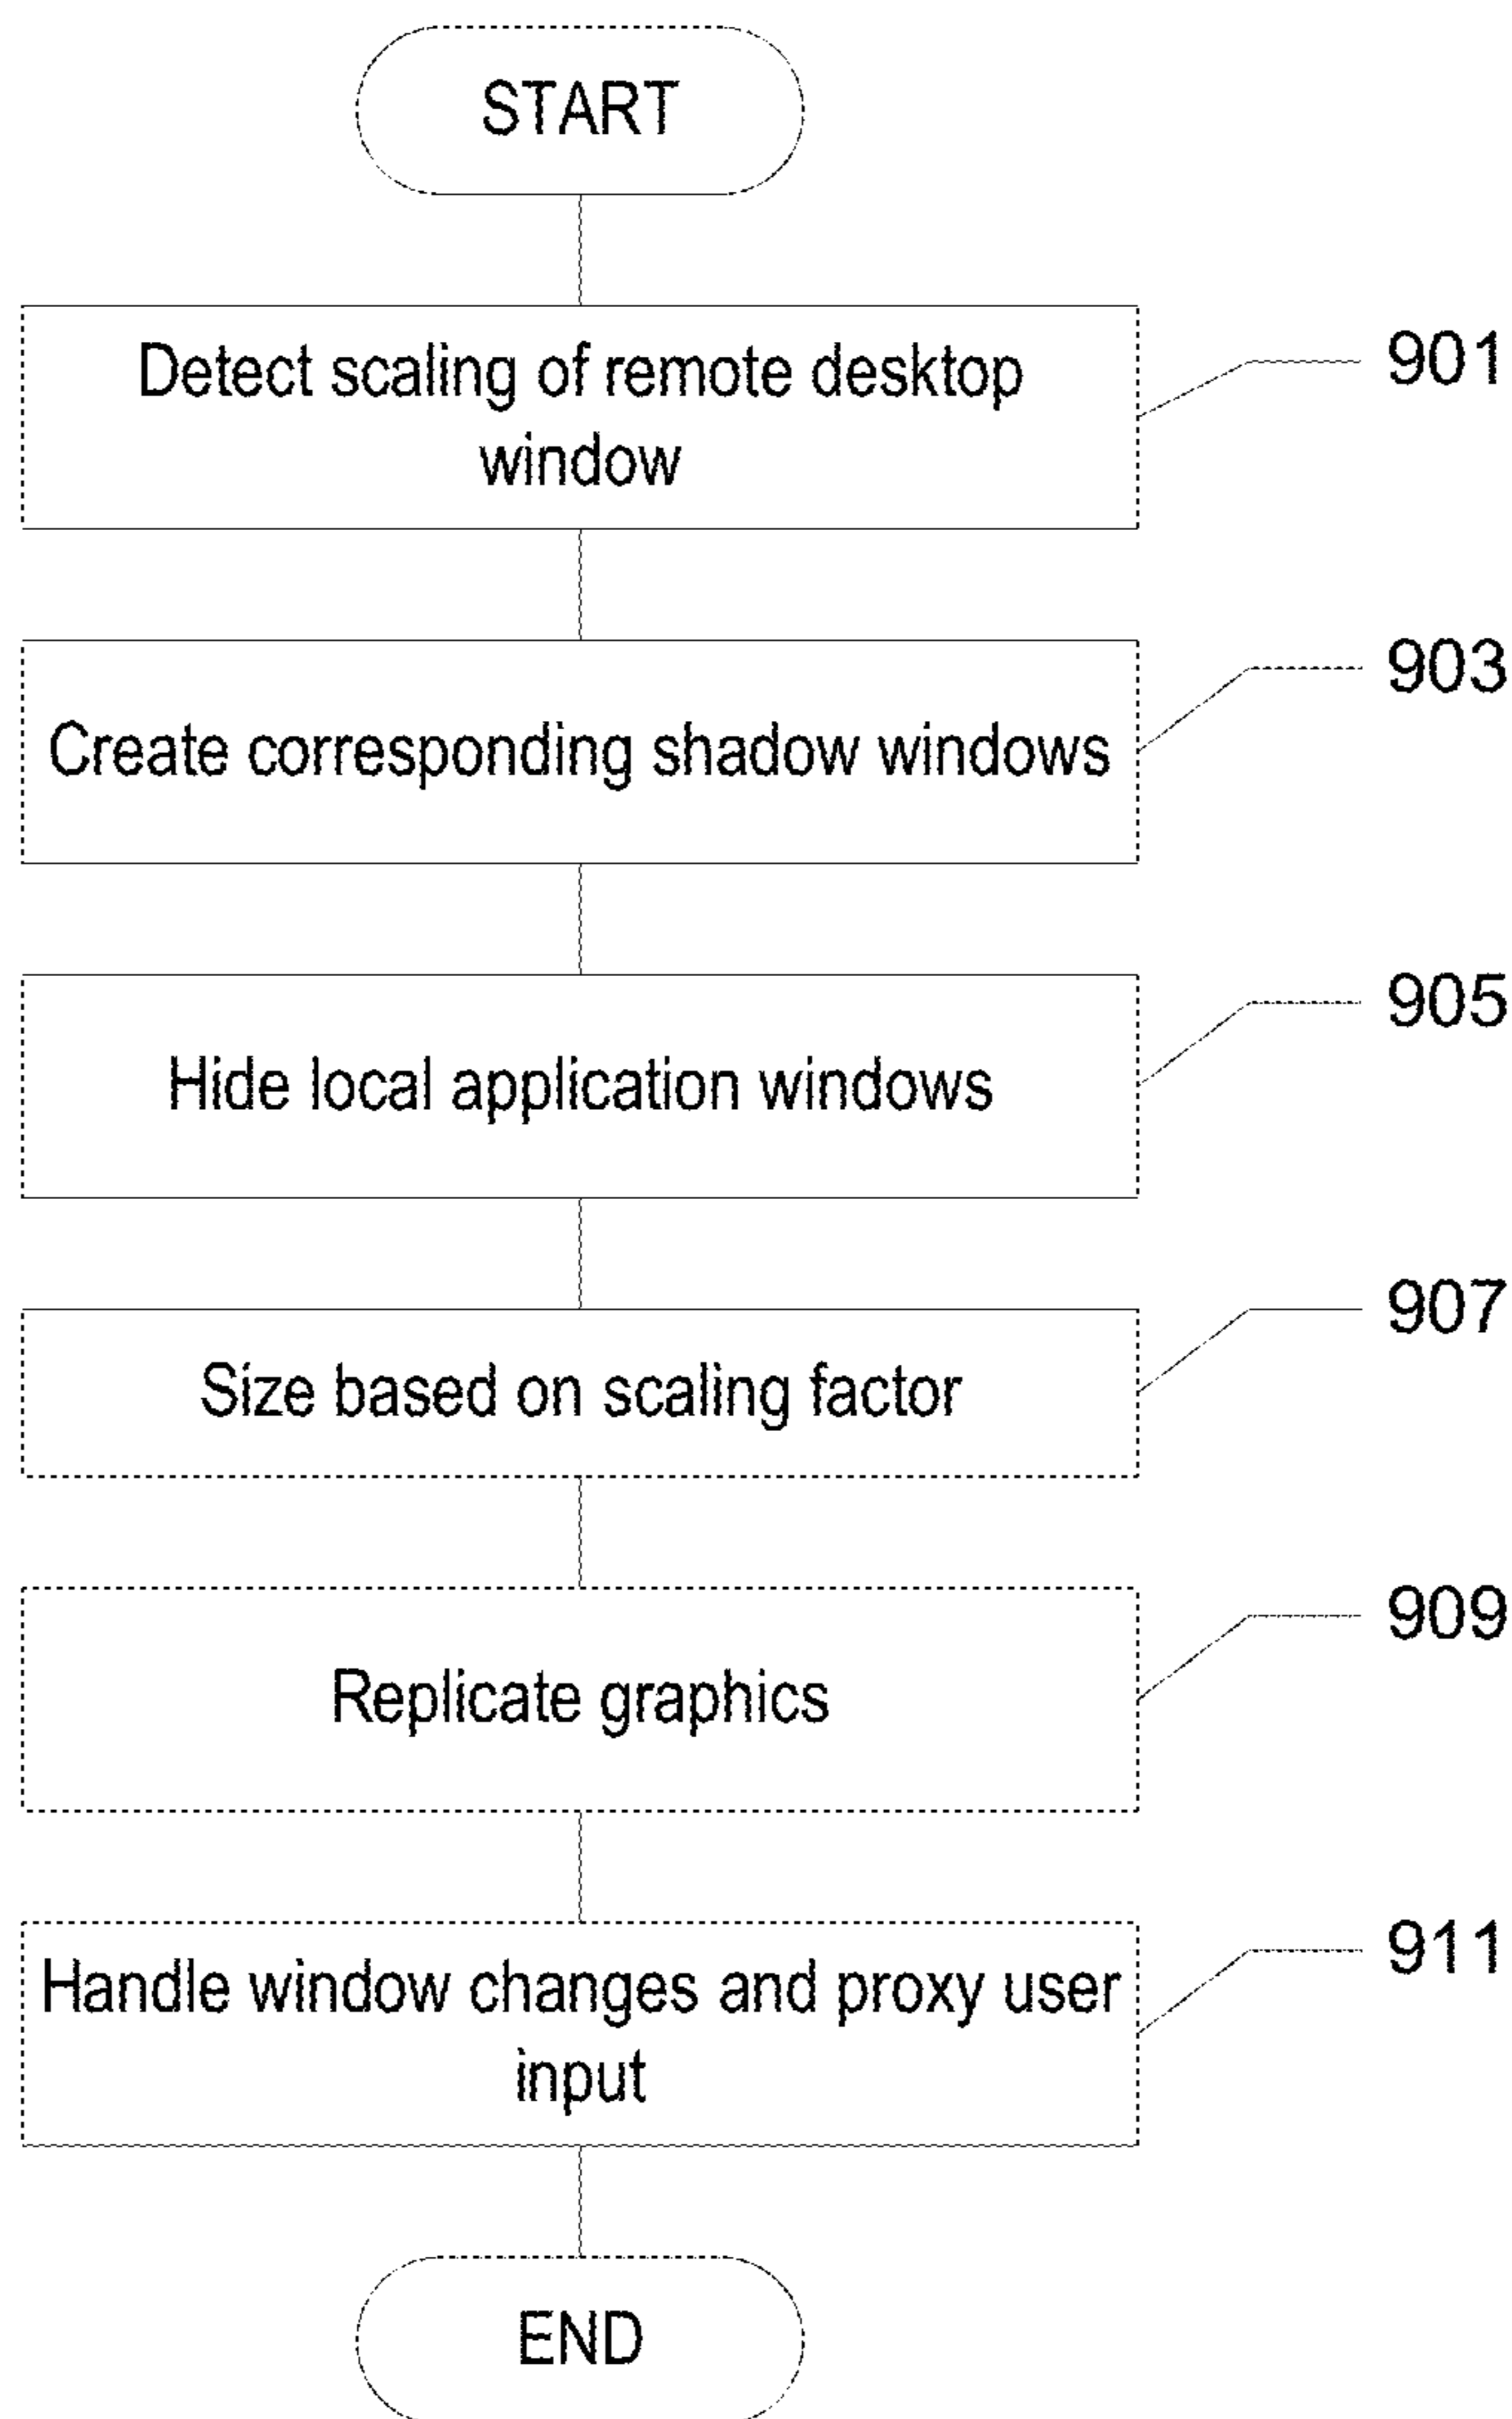 START
Detect scaling of remote desktop
window
901
Create corresponding shadow windows
903
Hide local application windows
905
Size based on scaling factor
907
Replicate graphics
909
Handle window changes and proxy user
input
911
END